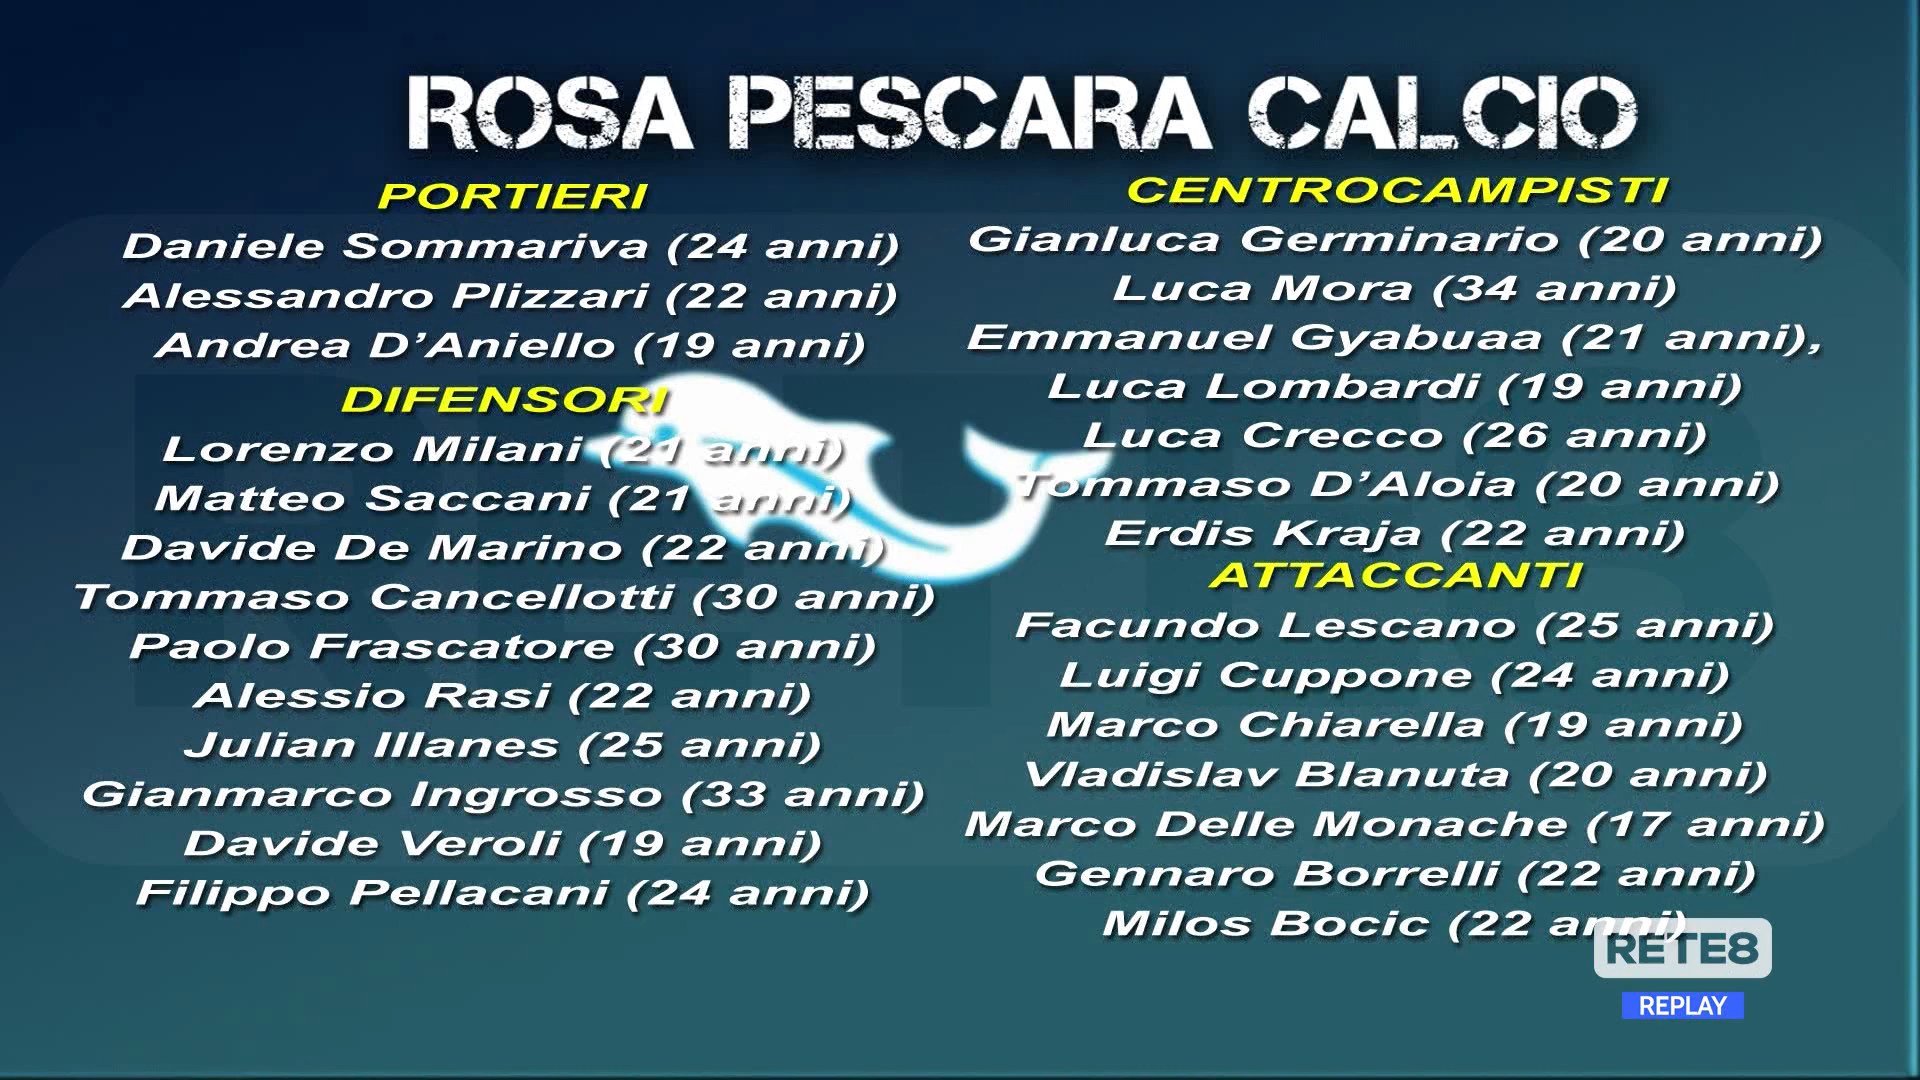 ROSA PESCARA CALCIO
PORTIERI
Daniele Sommariva (24 anni)
Alessandro Plizzari (22 anni)
Andrea D’Aniello (19 anni)
DIFENSORI
Lorenzo Milani (21 anni)
Matteo Saccani (21 anni)
Davide De Marino (22 anni)
Tommaso Cancellotti (30 anni)
Paolo Frascatore (30 anni)
Alessio Rasi (22 anni)
Julian Illanes (25 anni)
Gianmarco Ingrosso (33 anni)
Davide Veroli (19 anni)
Filippo Pellacani (24 anni)
CENTROCAMPISTI
Gianluca Germinario (20 anni)
Luca Mora (34 anni)
Emmanuel Gyabuaa (21 anni),
Luca Lombardi (19 anni)
Luca Crecco (26 anni)
Tommaso D’Aloia (20 anni)
Erdis Kraja (22 anni)
ATTACCANTI
Facundo Lescano (25 anni)
Luigi Cuppone (24 anni)
Marco Chiarella (19 anni)
Vladislav Blanuta (20 anni)
Marco Delle Monache (17 anni)
Gennaro Borrelli (22 anni)
Milos Bocic (22 anni)
RETE8
REPLAY